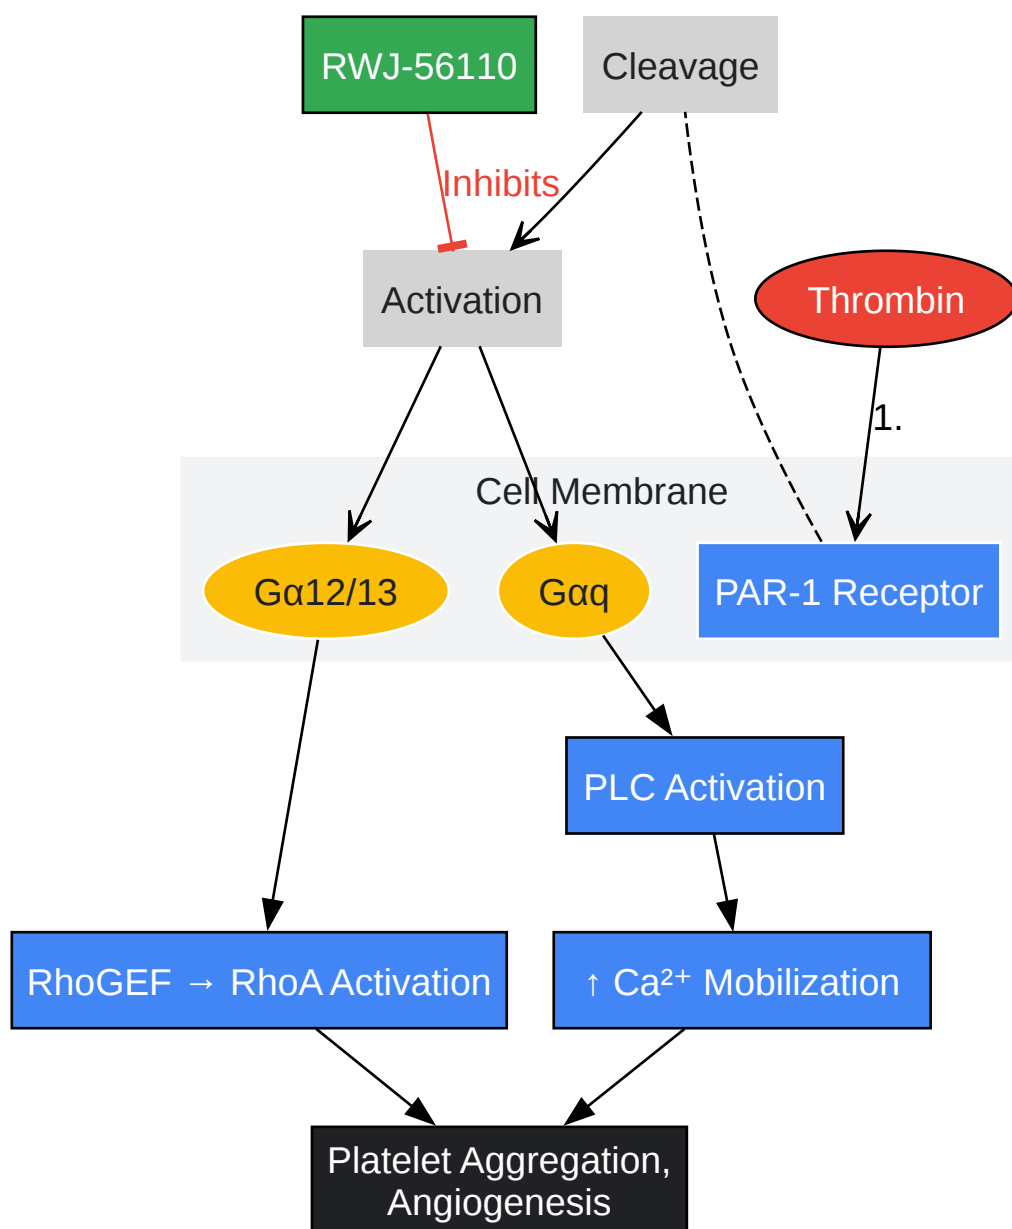 RWJ-56110
Cleavage
Inhibits
Activation
Thrombin
1.
Cell Membrane
Gα12/13
Gαq
PAR-1 Receptor
PLC Activation
RhoGEF → RhoA Activation
↑ Ca²⁺ Mobilization
Platelet Aggregation,
Angiogenesis